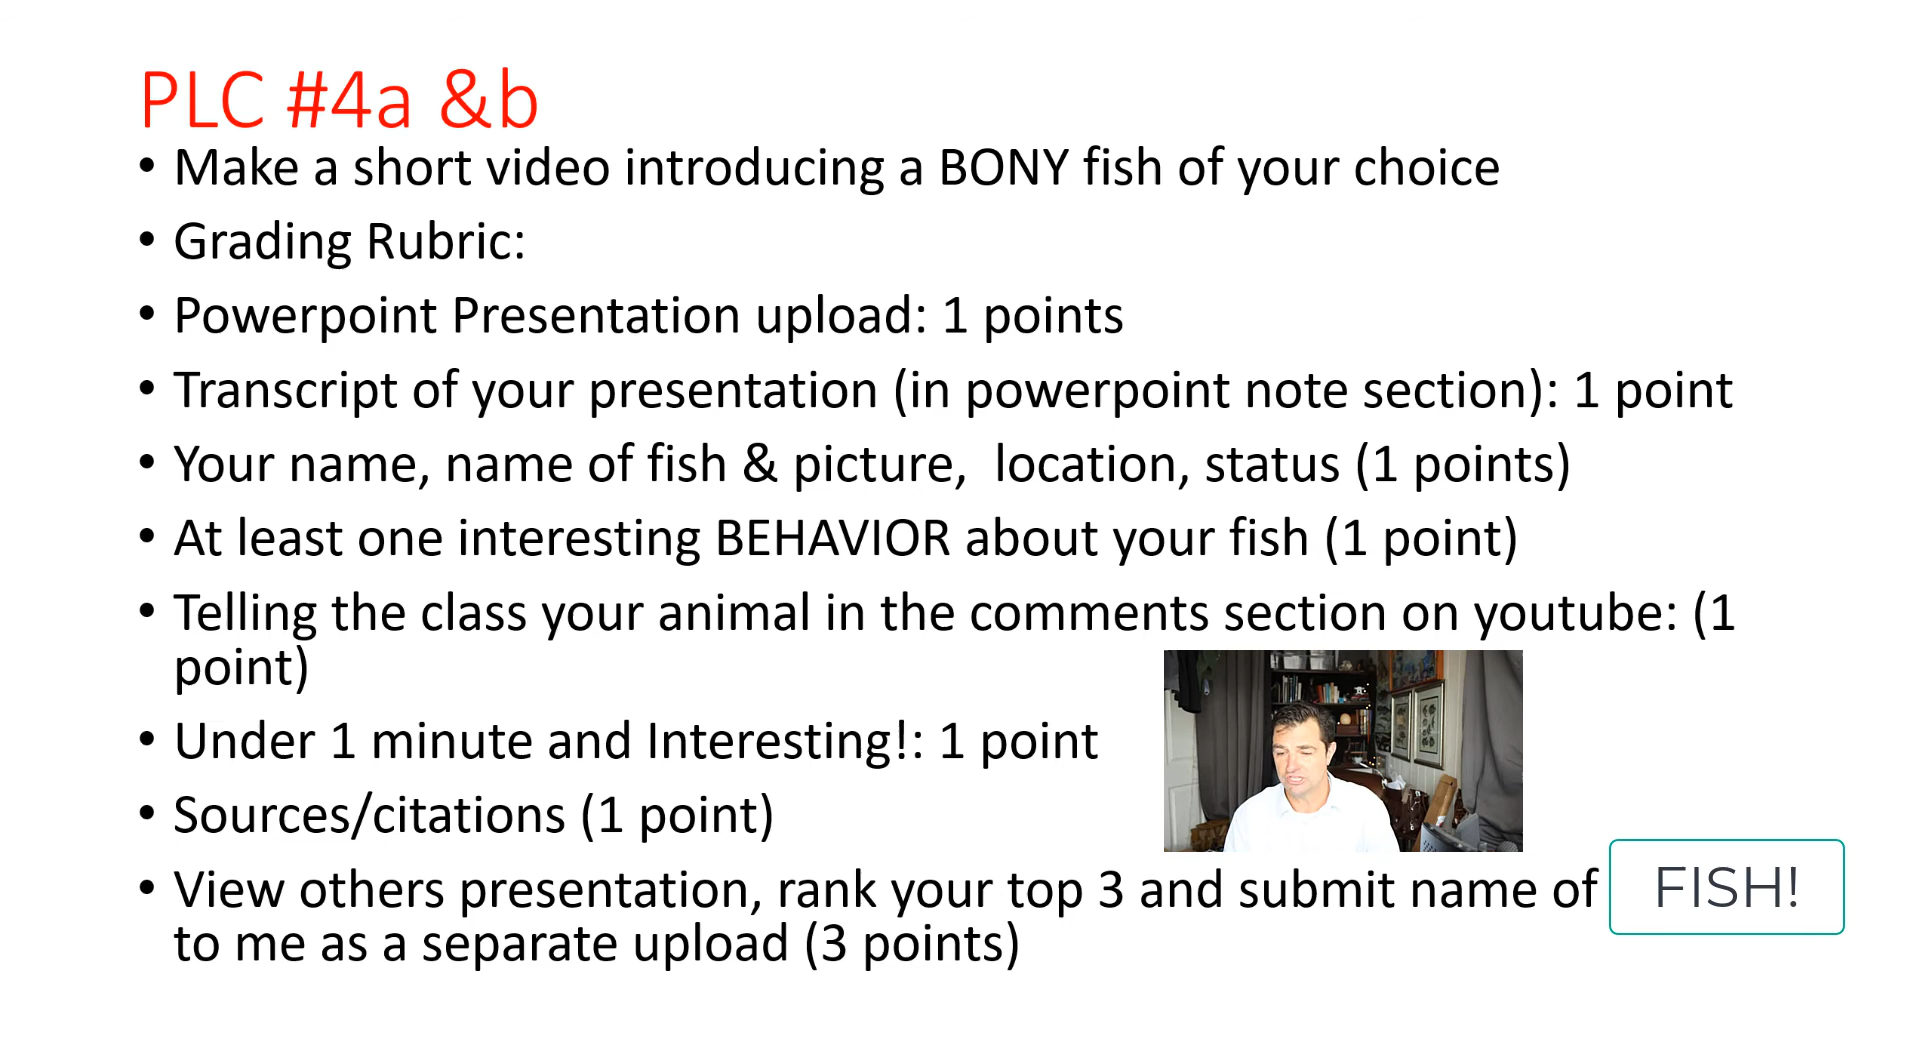 PLC #4a &b
• Make a short video introducing a BONY fish of your choice
• Grading Rubric:
• Powerpoint Presentation upload: 1 points
• Transcript of your presentation (in powerpoint note section): 1 point
• Your name, name of fish & picture,  location, status (1 points)
• At least one interesting BEHAVIOR about your fish (1 point)
• Telling the class your animal in the comments section on youtube: (1
point)
• Under 1 minute and Interesting!: 1 point
• Sources/citations (1 point)
• View others presentation, rank your top 3 and submit name of FISH!
to me as a separate upload (3 points)